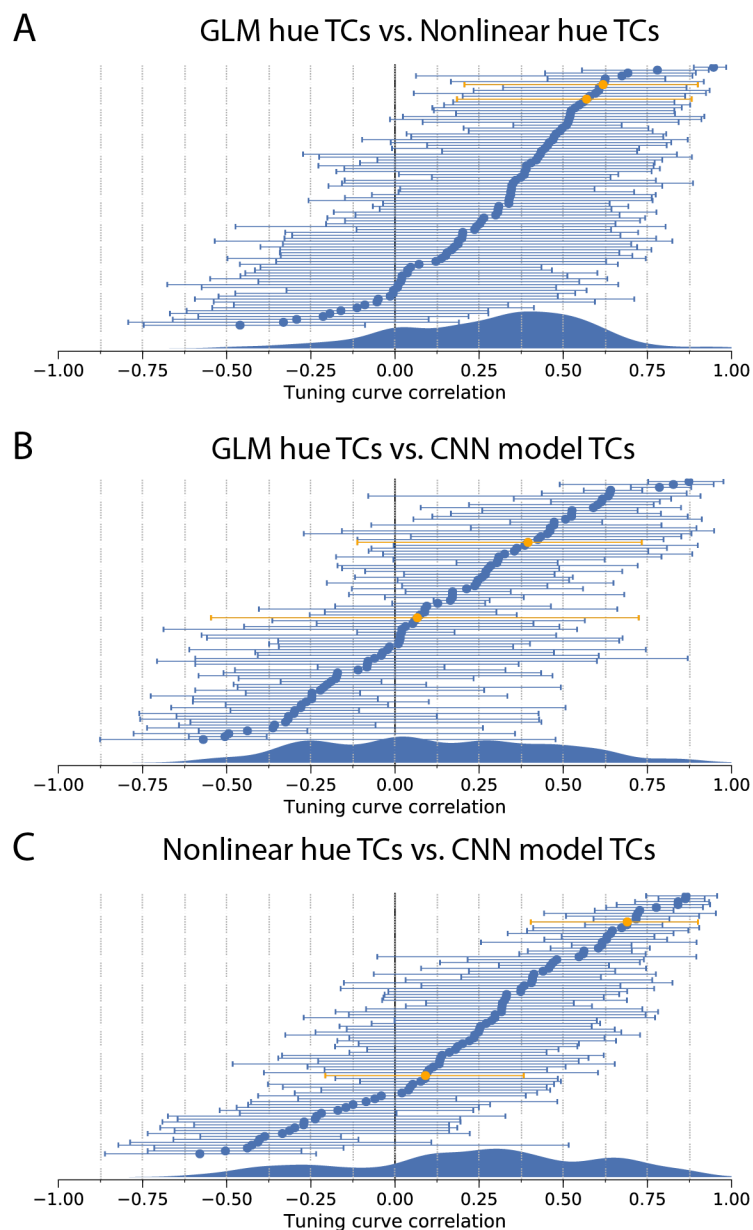 A
GLM hue TCs vs. Nonlinear hue TCs
−1.00 −0.75 −0.50 −0.25 0.00 0.25 0.50 0.75 1.00
Tuning curve correlation
B
GLM hue TCs vs. CNN model TCs
−1.00 −0.75 −0.50 −0.25 0.00 0.25 0.50 0.75 1.00
Tuning curve correlation
C
Nonlinear hue TCs vs. CNN model TCs
−1.00 −0.75 −0.50 −0.25 0.00 0.25 0.50 0.75 1.00
Tuning curve correlation